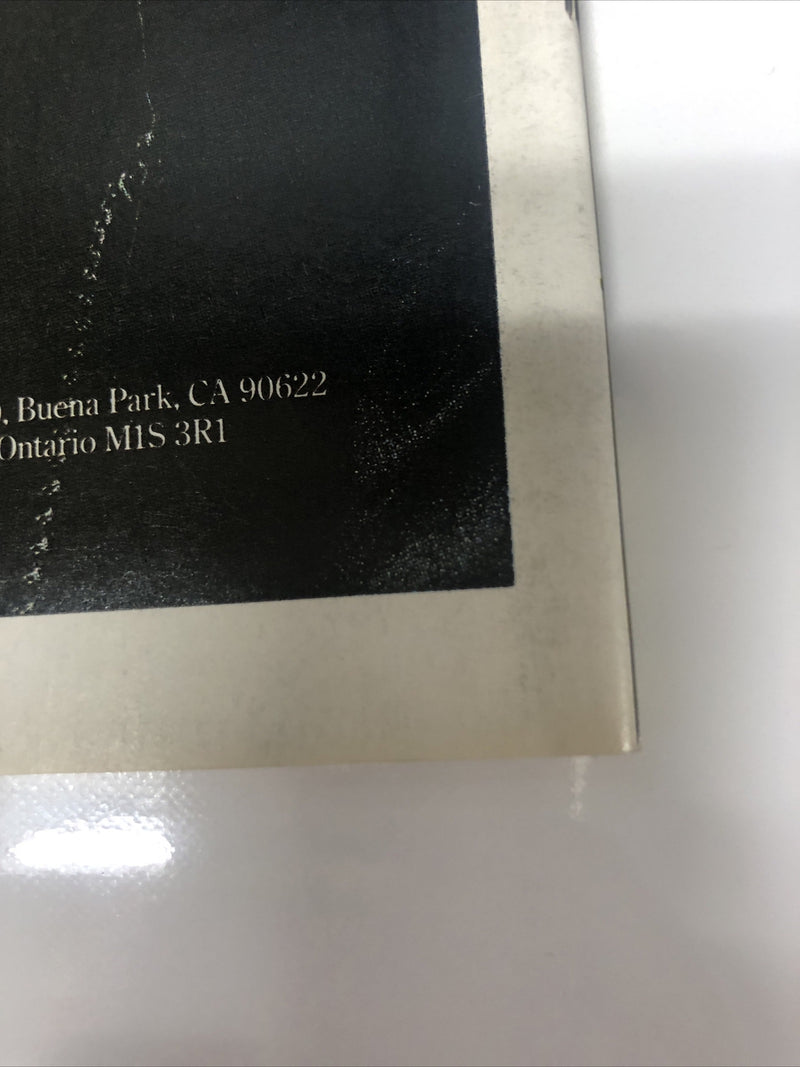 , Buena Park, CA 90622
Ontario M1S 3R1